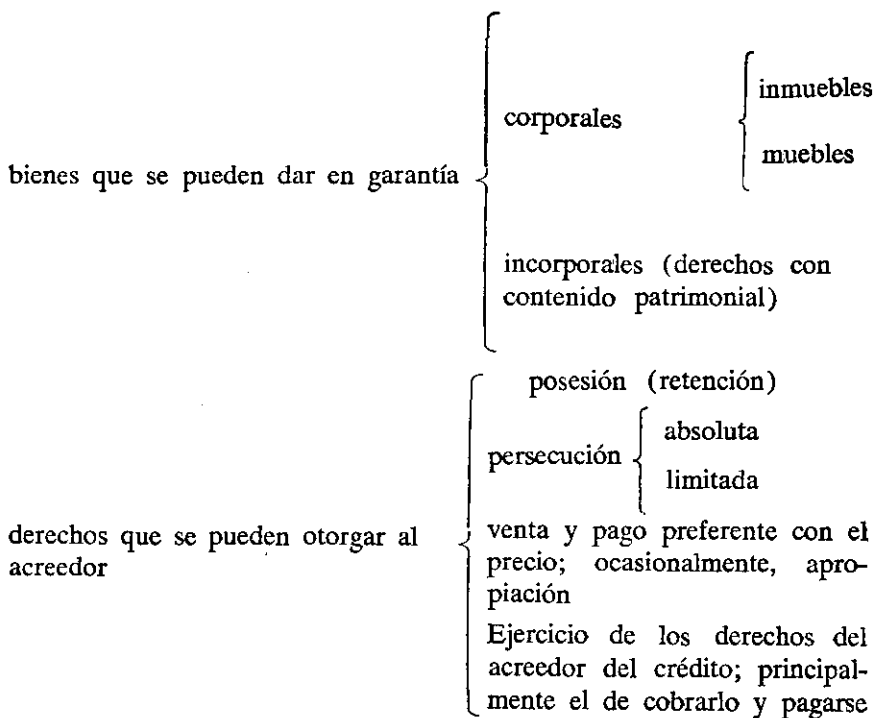 inmuebles
corporales
muebles
bienes que se pueden dar en garantía
incorporales (derechos con
contenido patrimonial)
posesión (retención)
absoluta
persecución
limitada
derechos que se pueden otorgar al
acreedor
venta y pago preferente con el
precio; ocasionalmente, apro-
piación
Ejercicio de los derechos del
acreedor del crédito; principal-
mente el de cobrarlo y pagarse